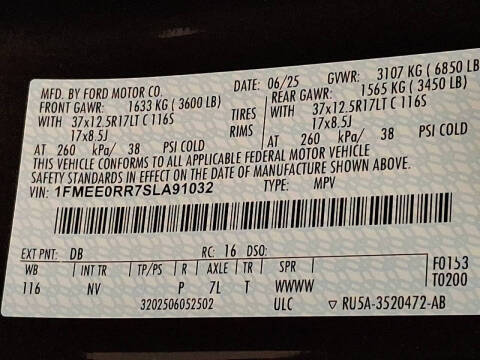 MFD. BY FORD MOTOR CO. DATE: 06/25 GVWR: 3107 KG ( 6850 LB)
FRONT GAWR: 1633 KG ( 3600 LB) REAR GAWR: 1565 KG ( 3450 LB)
WITH 37x12.5R17LT C 116S TIRES WITH 37x12.5R17LT C 116S
17x8.5J RIMS 17x8.5J
AT 260 kPa/ 38 PSI COLD AT 260 kPa/ 38 PSI COLD
THIS VEHICLE CONFORMS TO ALL APPLICABLE FEDERAL MOTOR VEHICLE
SAFETY STANDARDS IN EFFECT ON THE DATE OF MANUFACTURE SHOWN ABOVE.
VIN: 1FMEE0RR7SLA91032 TYPE: MPV
EXT PNT: DB RC: 16 DSO: F0153
WB INT TR TP/PS R AXLE TR SPR T0200
116 NV P 7L T WWWW
3202506052502 ULC ▽ RU5A-3520472-AB